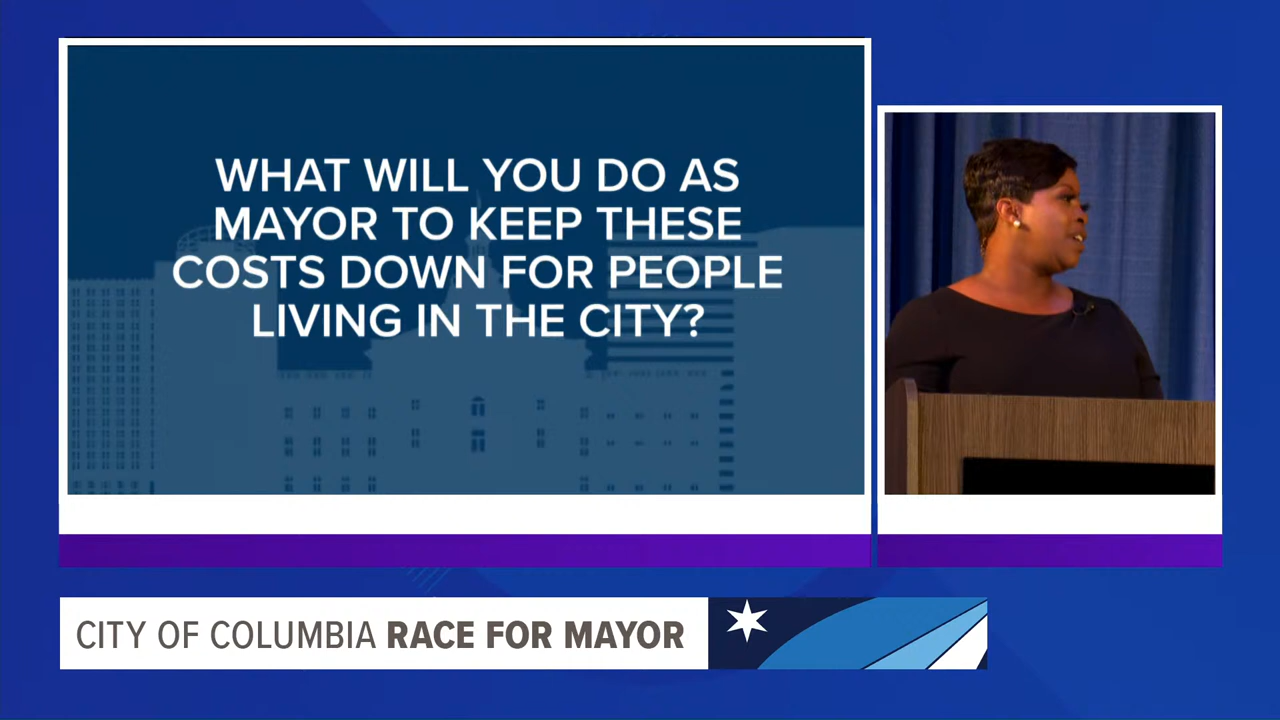 WHAT WILL YOU DO AS
MAYOR TO KEEP THESE
COSTS DOWN FOR PEOPLE
LIVING IN THE CITY?
CITY OF COLUMBIA RACE FOR MAYOR